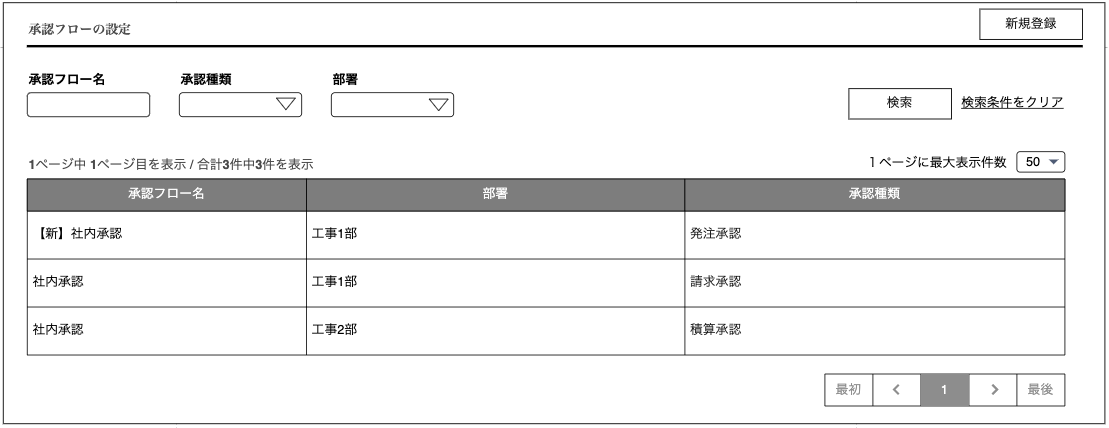 承認フローの設定
新規登録
承認フロー名 承認種類 部署
検索 検索条件をクリア
1ページ中 1ページ目を表示 / 合計3件中3件を表示
1 ページに最大表示件数 50
承認フロー名 部署 承認種類
【新】社内承認 工事1部 発注承認
社内承認 工事1部 請求承認
社内承認 工事2部 積算承認
最初 1 最後